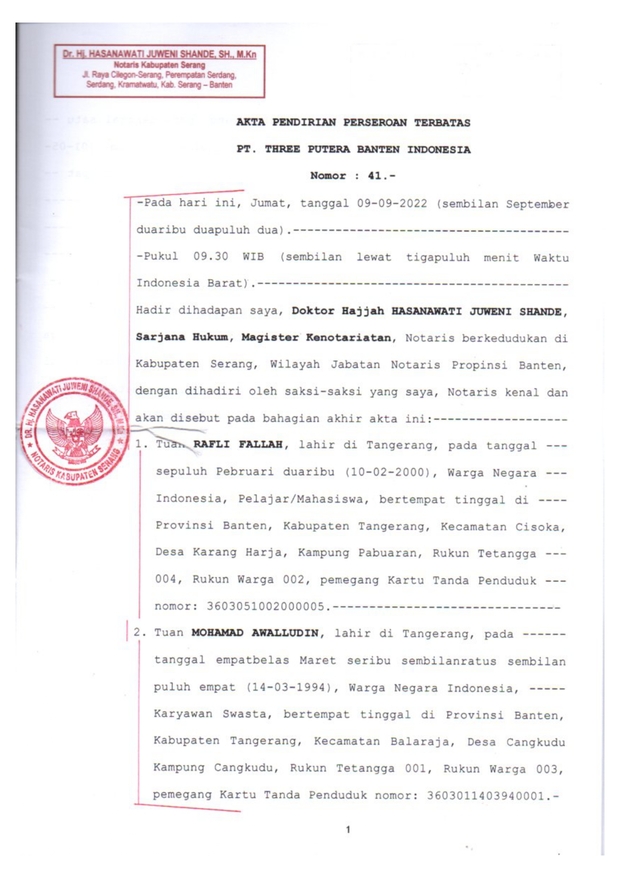 Dr. Hj. HASANAWATI JUWENI SHANDE, SH., M.Kn
Notaris Kabupaten Serang
Jl. Raya Cilegon-Serang, Perempatan Serdang,
Serdang, Kramatwatu, Kab. Serang – Banten
AKTA PENDIRIAN PERSEROAN TERBATAS
PT. THREE PUTERA BANTEN INDONESIA
Nomor : 41.-
-Pada hari ini, Jumat, tanggal 09-09-2022 (sembilan September
duaribu duapuluh dua).---------------------------------------
-Pukul 09.30 WIB (sembilan lewat tigapuluh menit Waktu
Indonesia Barat).--------------------------------------------
Hadir dihadapan saya, Doktor Hajjah HASANAWATI JUWENI SHANDE,
Sarjana Hukum, Magister Kenotariatan, Notaris berkedudukan di
Kabupaten Serang, Wilayah Jabatan Notaris Propinsi Banten,
dengan dihadiri oleh saksi-saksi yang saya, Notaris kenal dan
akan disebut pada bahagian akhir akta ini:-------------------
DR. Hj. HASANAWATI JUWENI SHANDE, SH, M.Kn
NOTARIS KABUPATEN SERANG
1. Tuan RAFLI FALLAH, lahir di Tangerang, pada tanggal ---
sepuluh Pebruari duaribu (10-02-2000), Warga Negara ---
Indonesia, Pelajar/Mahasiswa, bertempat tinggal di ----
Provinsi Banten, Kabupaten Tangerang, Kecamatan Cisoka,
Desa Karang Harja, Kampung Pabuaran, Rukun Tetangga ---
004, Rukun Warga 002, pemegang Kartu Tanda Penduduk ---
nomor: 3603051002000005.-------------------------------
2. Tuan MOHAMAD AWALLUDIN, lahir di Tangerang, pada ------
tanggal empatbelas Maret seribu sembilanratus sembilan
puluh empat (14-03-1994), Warga Negara Indonesia, -----
Karyawan Swasta, bertempat tinggal di Provinsi Banten,
Kabupaten Tangerang, Kecamatan Balaraja, Desa Cangkudu
Kampung Cangkudu, Rukun Tetangga 001, Rukun Warga 003,
pemegang Kartu Tanda Penduduk nomor: 3603011403940001.-
1